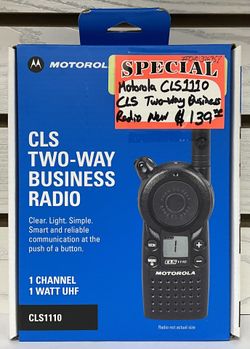 MOTOROL
SPECIAL
Motorola CLS1110
CLS Two-Way Business
Radio New $139
CLS
TWO-WAY
BUSINESS
RADIO
Clear. Light. Simple.
Smart and reliable
communication at the
push of a button.
1 CHANNEL
1 WATT UHF
CLS1110
1
CLS 1110
MOTOROLA
Radio not actual size